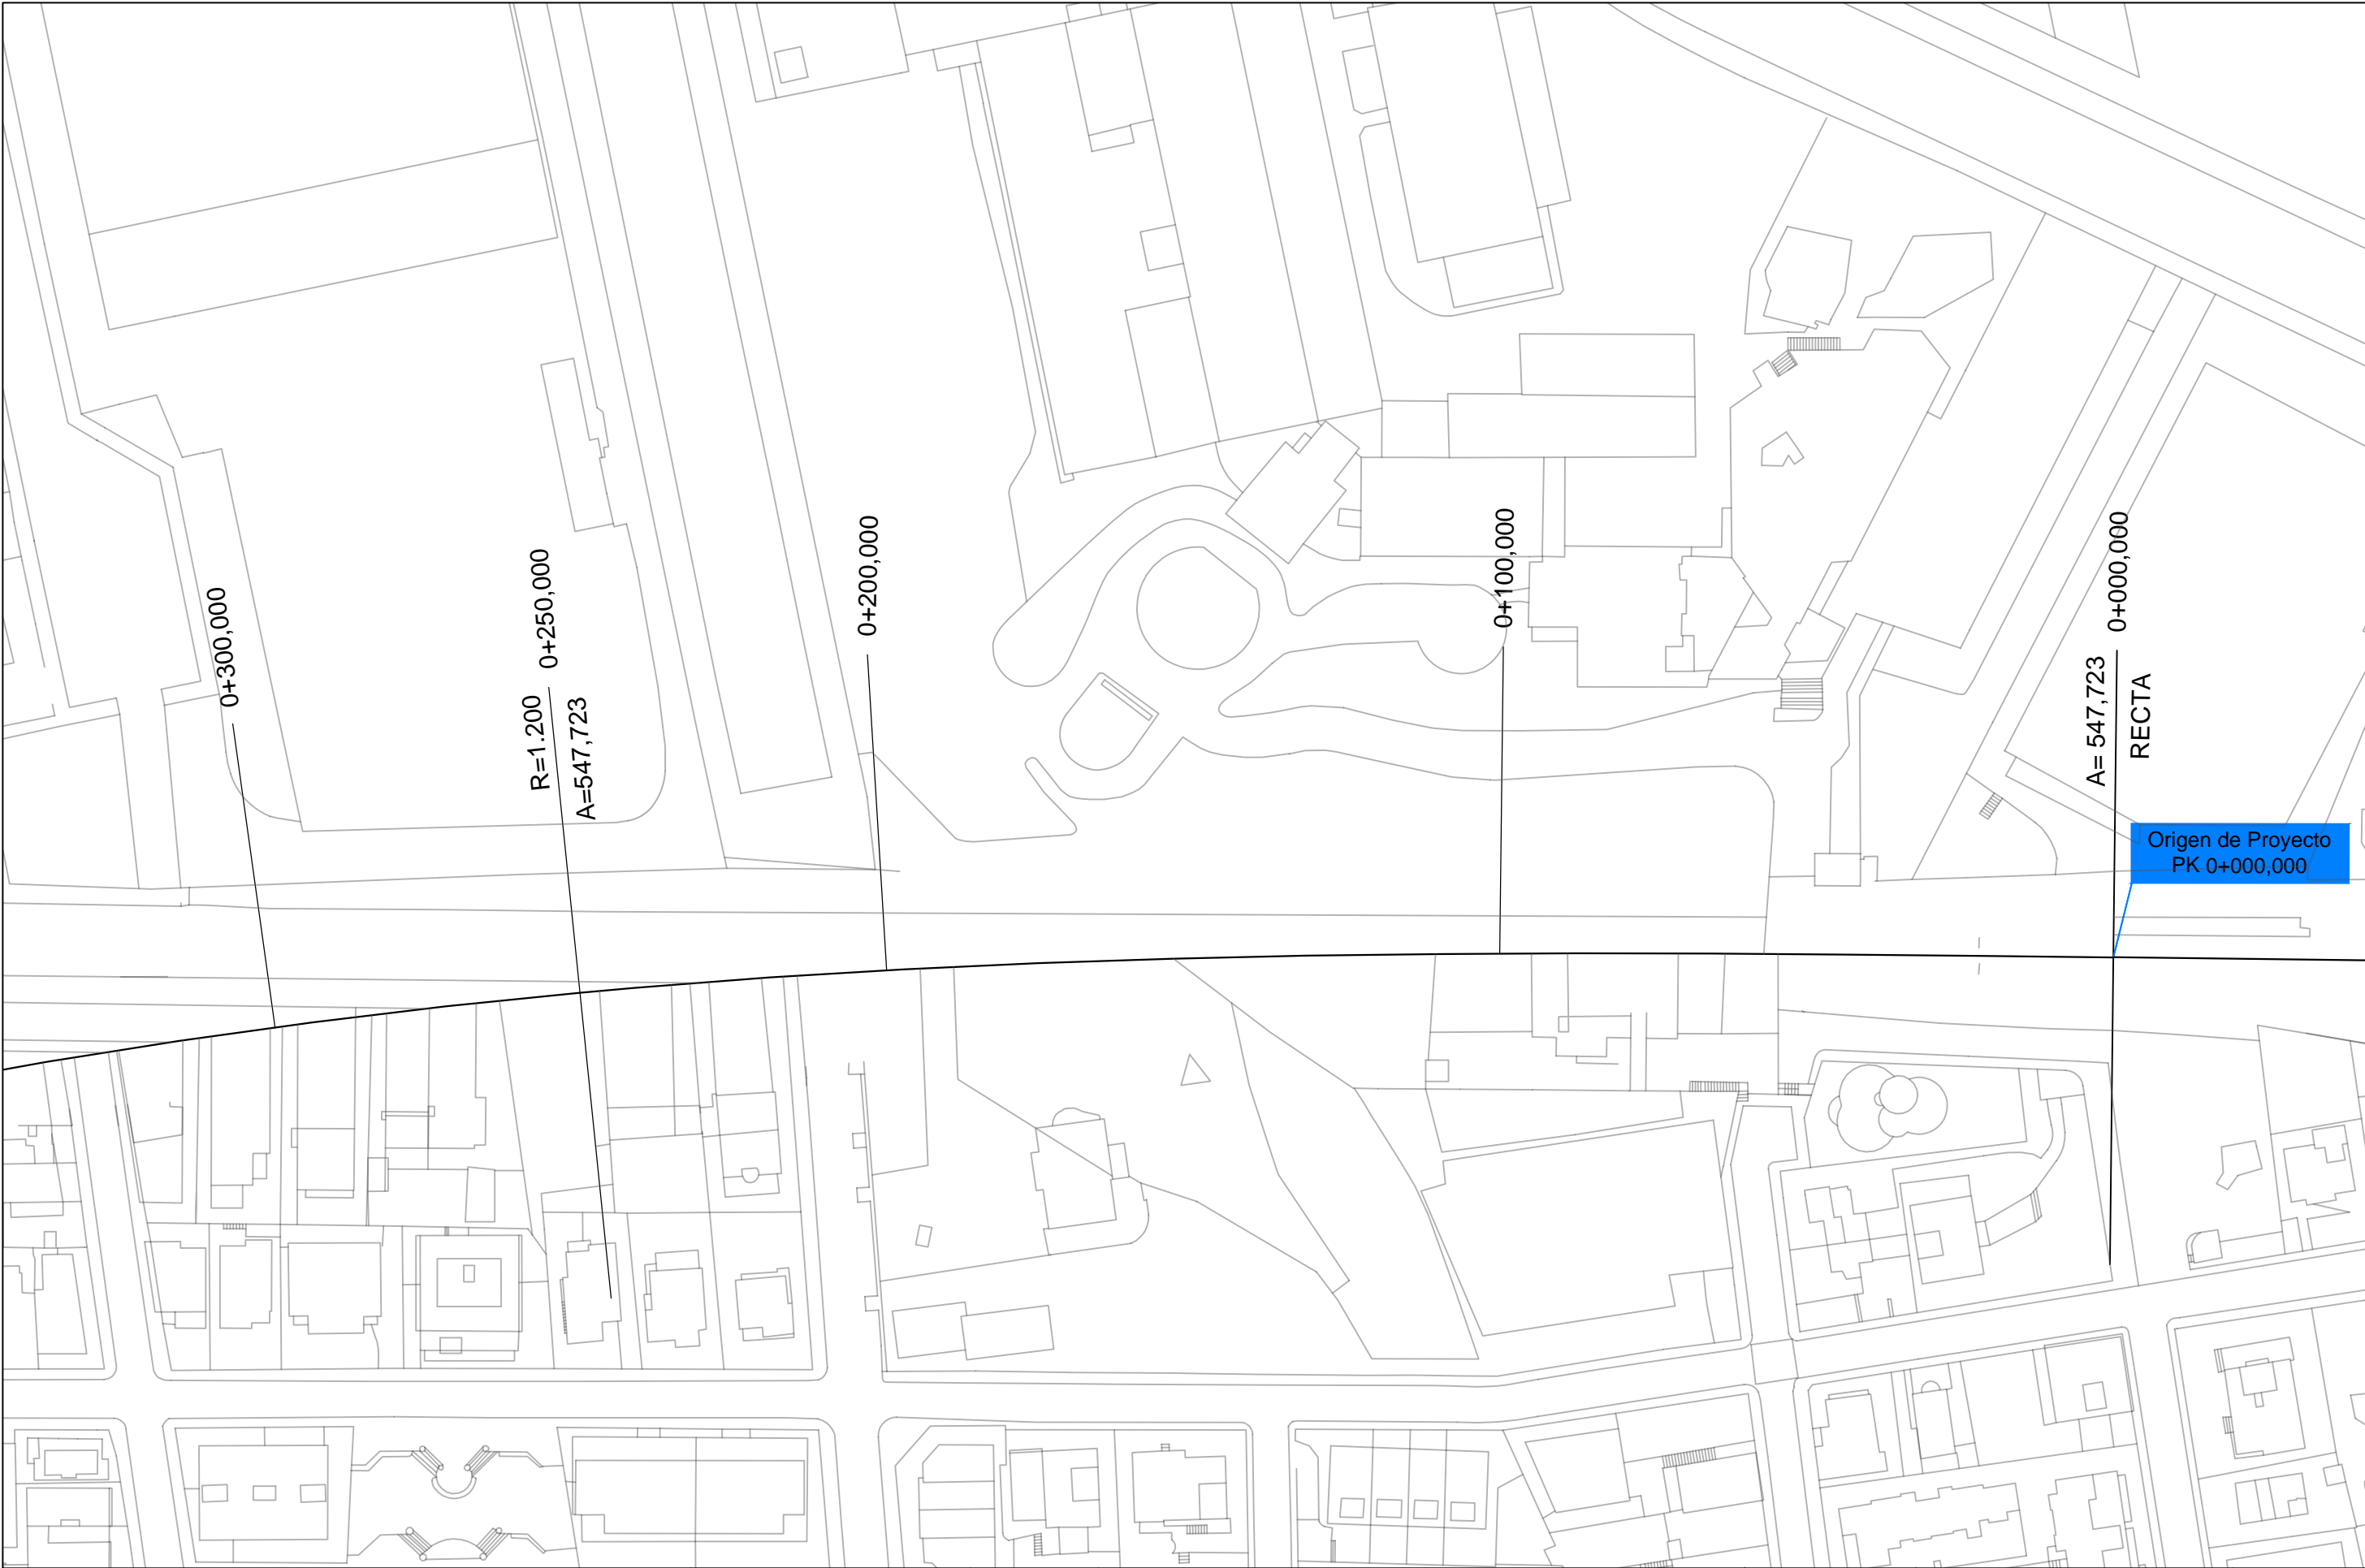 0+300,000
R=1.200
0+250,000
A=547,723
0+200,000
0+100,000
A= 547,723
0+000,000
RECTA
Origen de Proyecto
PK 0+000,000